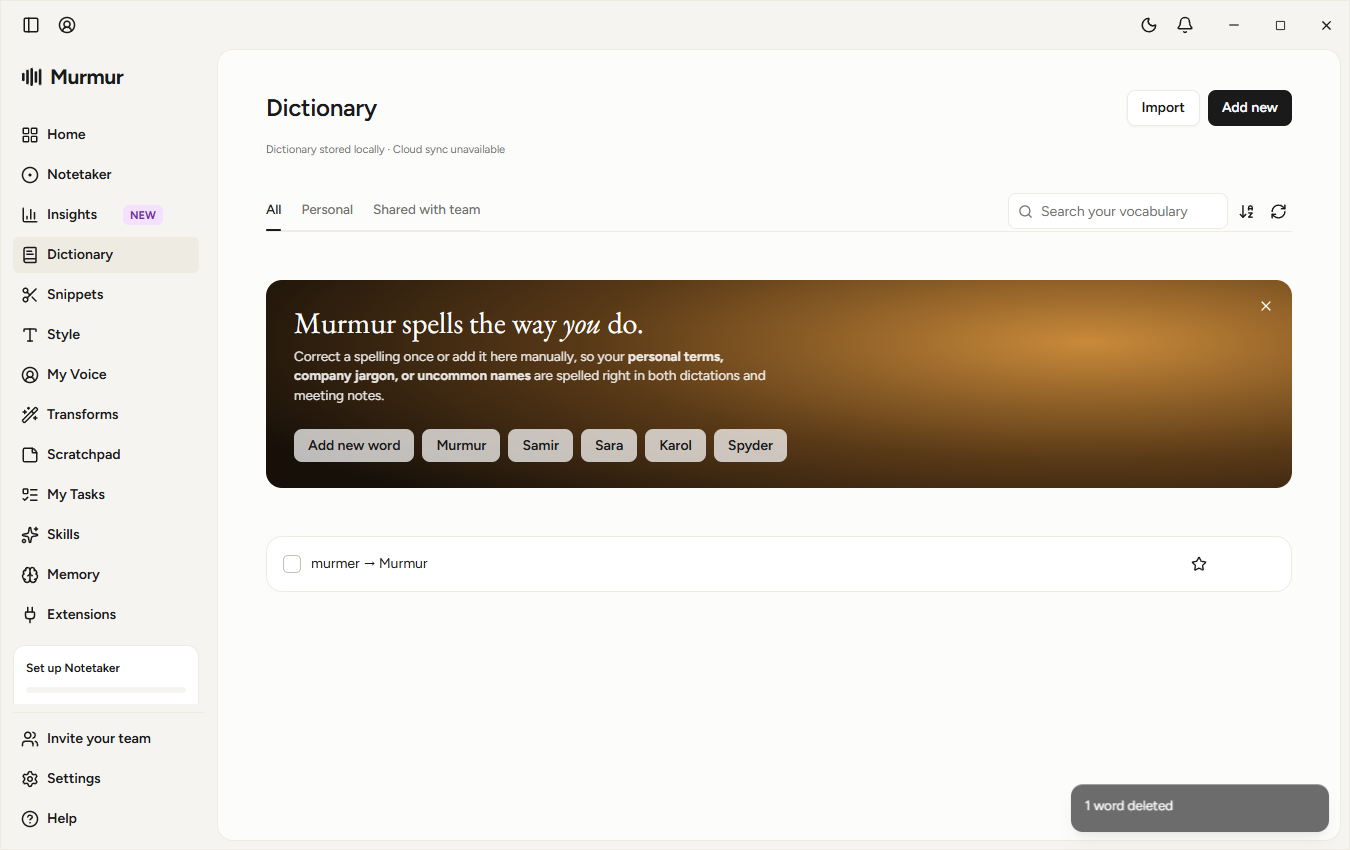 Murmur
Home
Notetaker
Insights NEW
Dictionary
Snippets
Style
My Voice
Transforms
Scratchpad
My Tasks
Skills
Memory
Extensions
Set up Notetaker
Invite your team
Settings
Help
Dictionary
Import
Add new
Dictionary stored locally · Cloud sync unavailable
All
Personal
Shared with team
Search your vocabulary
Murmur spells the way you do.
Correct a spelling once or add it here manually, so your personal terms,
company jargon, or uncommon names are spelled right in both dictations and
meeting notes.
Add new word
Murmur
Samir
Sara
Karol
Spyder
murmer → Murmur
1 word deleted